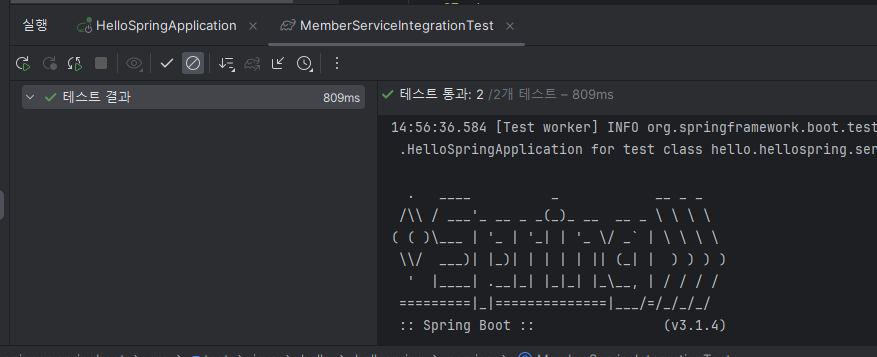 실행 HelloSpringApplication MemberServiceIntegrationTest
테스트 결과 809ms
테스트 통과: 2 /2개 테스트 – 809ms
14:56:36.584 [Test worker] INFO org.springframework.boot.test
.HelloSpringApplication for test class hello.hellospring.ser
  .   ____          _            __ _ _
 /\\ / ___'_ __ _ _(_)_ __  __ _ \ \ \ \
( ( )\___ | '_ | '_| | '_ \/ _` | \ \ \ \
 \\/  ___)| |_)| | | | | || (_| |  ) ) ) )
  '  |____| .__|_| |_|_| |_\__, | / / / /
 =========|_|==============|___/=/_/_/_/
 :: Spring Boot ::                (v3.1.4)